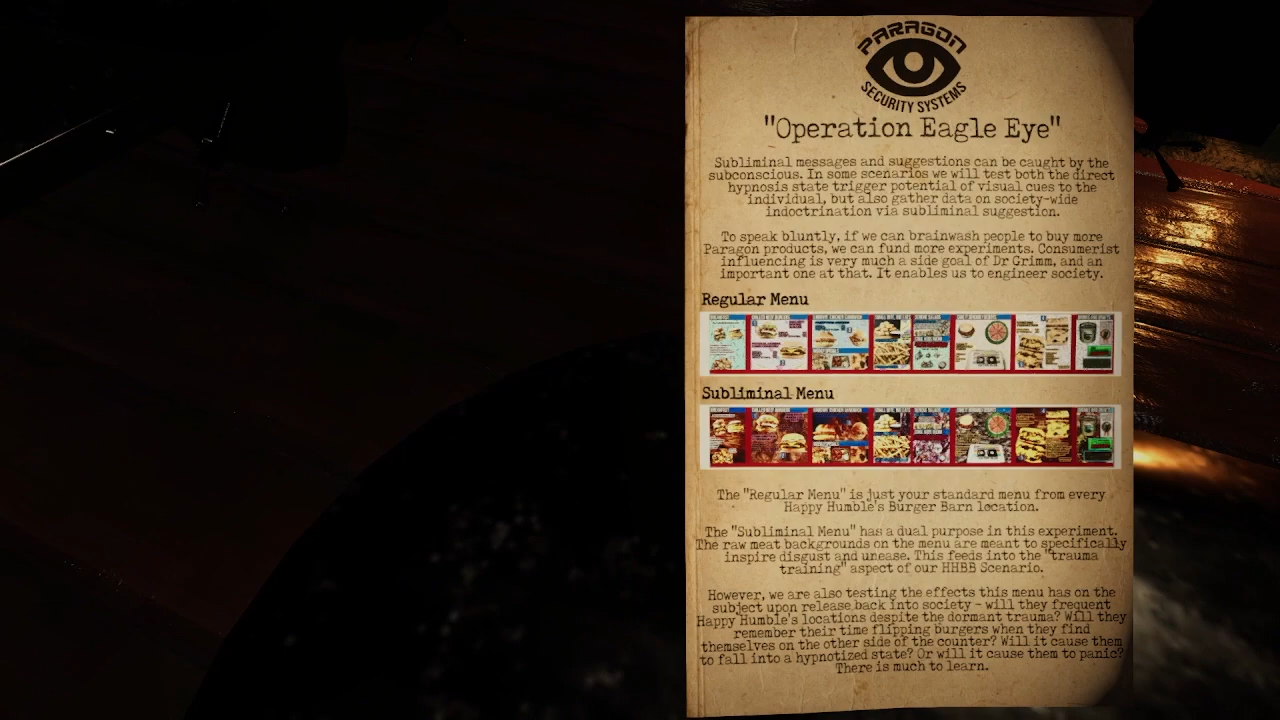 PARAGON
SECURITY SYSTEMS
"Operation Eagle Eye"
Subliminal messages and suggestions can be caught by the
subconscious. In some scenarios we will test both the direct
hypnosis state trigger potential of visual cues to the
individual, but also gather data on society-wide
indoctrination via subliminal suggestion.
To speak bluntly, if we can brainwash people to buy more
Paragon products, we can fund more experiments. Consumerist
influencing is very much a side goal of Dr Grimm, and an
important one at that. It enables us to engineer society.
Regular Menu
Subliminal Menu
The "Regular Menu" is just your standard menu from every
Happy Humble's Burger Barn location.
The "Subliminal Menu" has a dual purpose in this experiment.
The raw meat backgrounds on the menu are meant to specifically
inspire disgust and unease. This feeds into the "trauma
training" aspect of our HHBB Scenario.
However, we are also testing the effects this menu has on the
subject upon release back into society - will they frequent
Happy Humble's locations despite the dormant trauma? Will they
remember their time flipping burgers when they find
themselves on the other side of the counter? Will it cause them
to fall into a hypnotized state? Or will it cause them to panic?
There is much to learn.